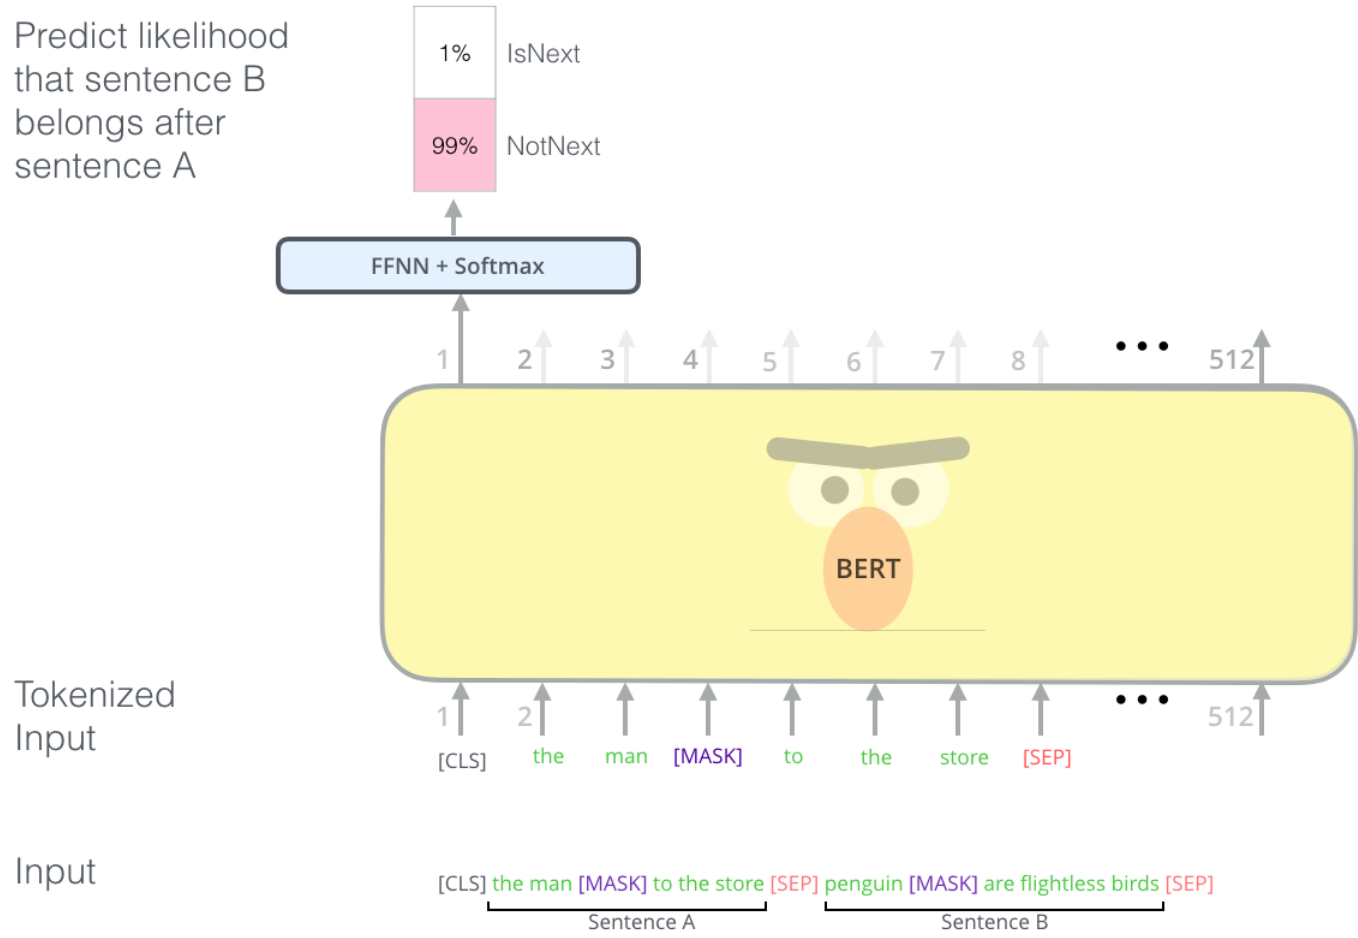 Predict likelihood
that sentence B
belongs after
sentence A
1% IsNext
99% NotNext
FFNN + Softmax
1 2 3 4 5 6 7 8 ••• 512
BERT
Tokenized
Input
1 2 ••• 512
[CLS] the man [MASK] to the store [SEP]
Input
[CLS] the man [MASK] to the store [SEP] penguin [MASK] are flightless birds [SEP]
Sentence A Sentence B